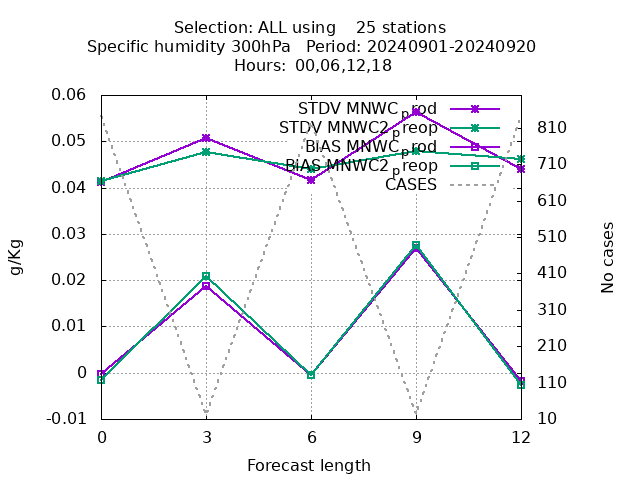 Selection: ALL using    25 stations
Specific humidity 300hPa   Period: 20240901-20240920
Hours:  00,06,12,18
STDV MNWC_prod
STDV MNWC2_preop
BIAS MNWC_prod
BIAS MNWC2_preop
CASES
0.06
0.05
0.04
0.03
0.02
0.01
0
-0.01
g/Kg
810
710
610
510
410
310
210
110
10
No cases
0 3 6 9 12
Forecast length